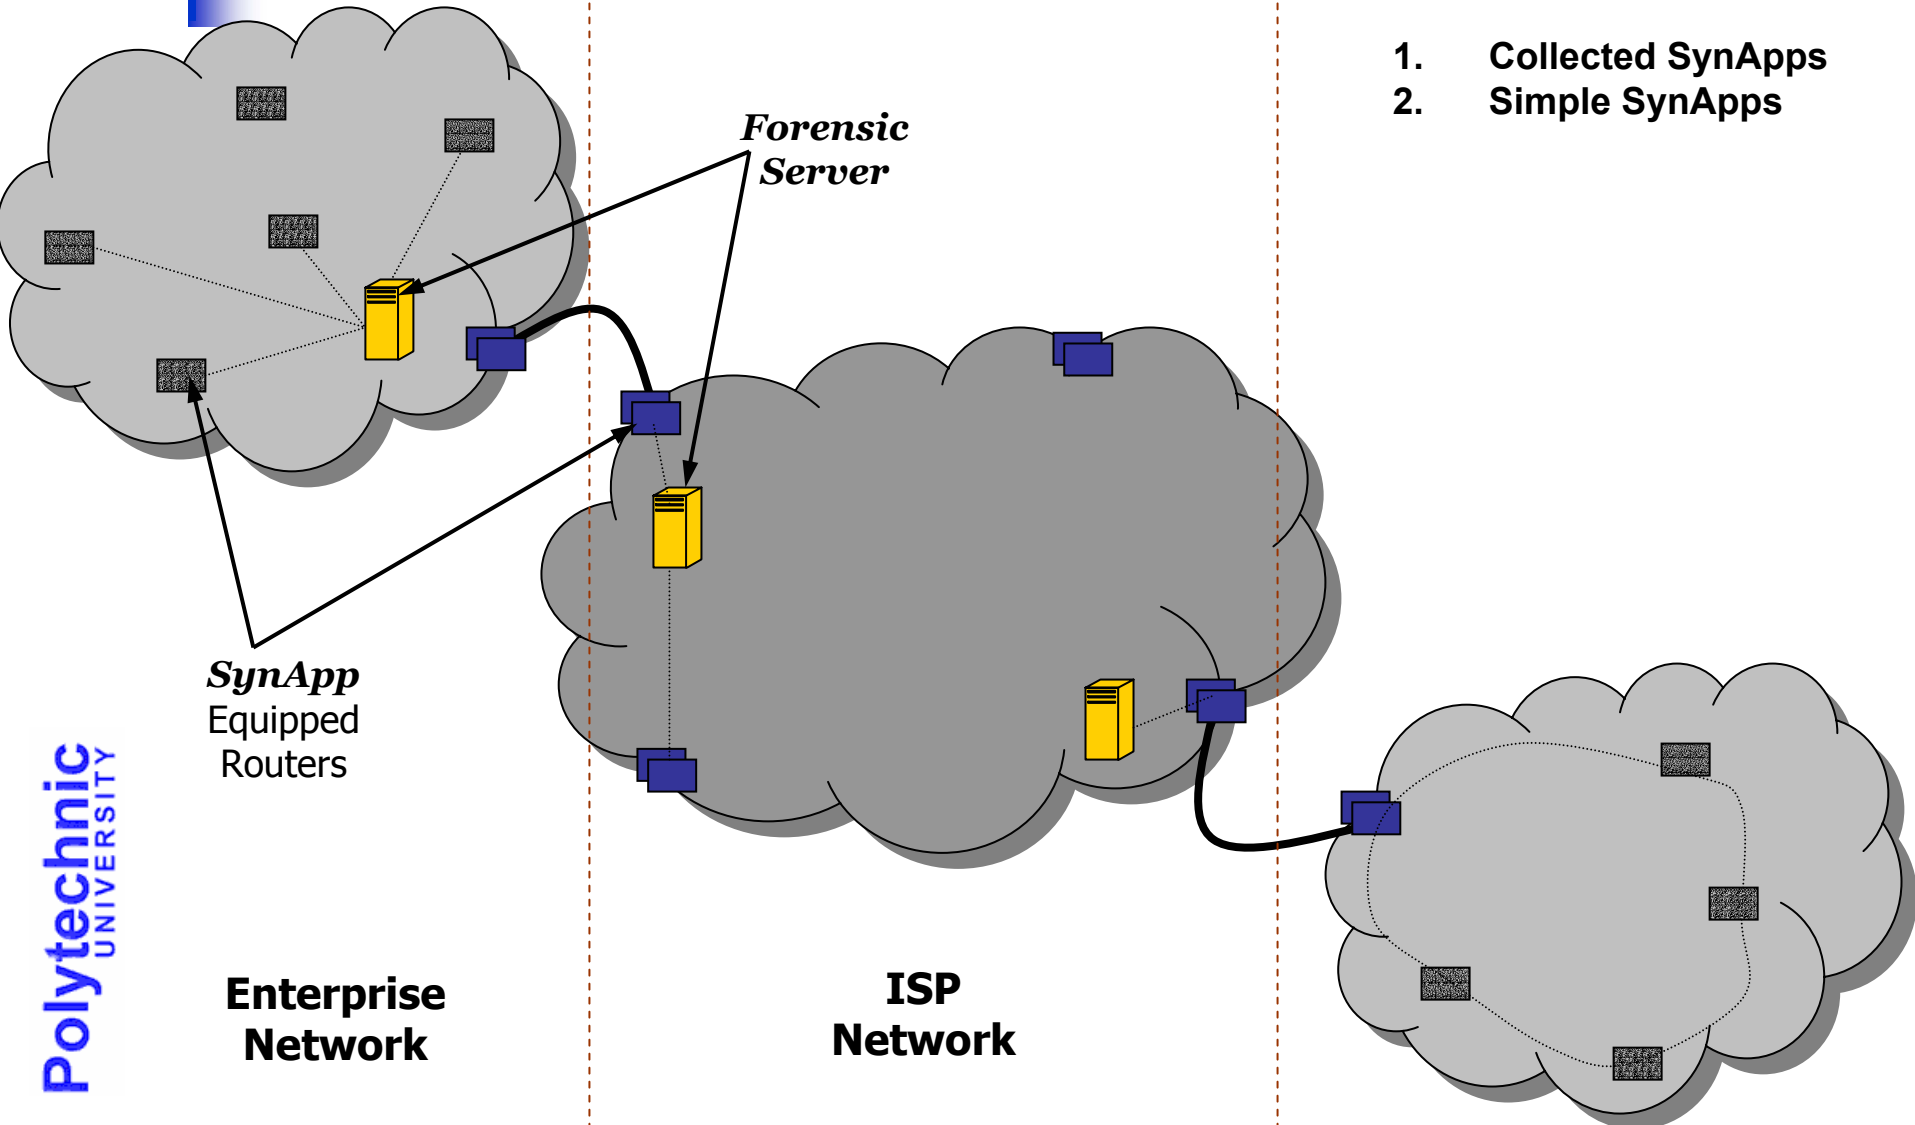 1. Collected SynApps
2. Simple SynApps
Forensic
Server
SynApp
Equipped
Routers
Polytechnic
UNIVERSITY
Enterprise
Network
ISP
Network